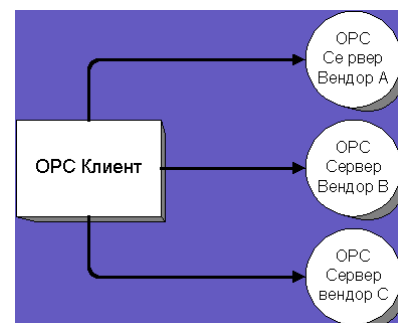 OPC
Се рвер
Вендор А
OPC Клиент
OPC
Сервер
Вендор В
OPC
Сервер
вендор С